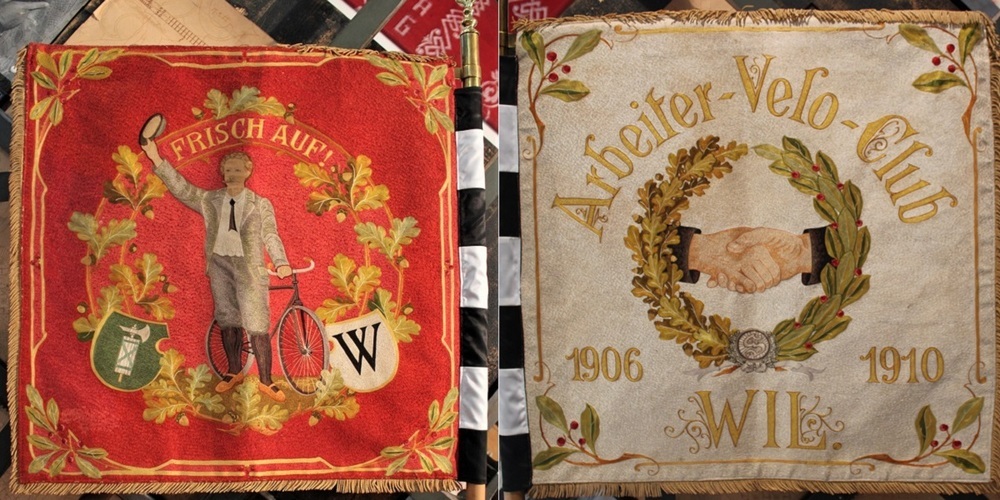 FRISCH AUF!
W
Arbeiter-Velo-Club
1906 1910
WIL.